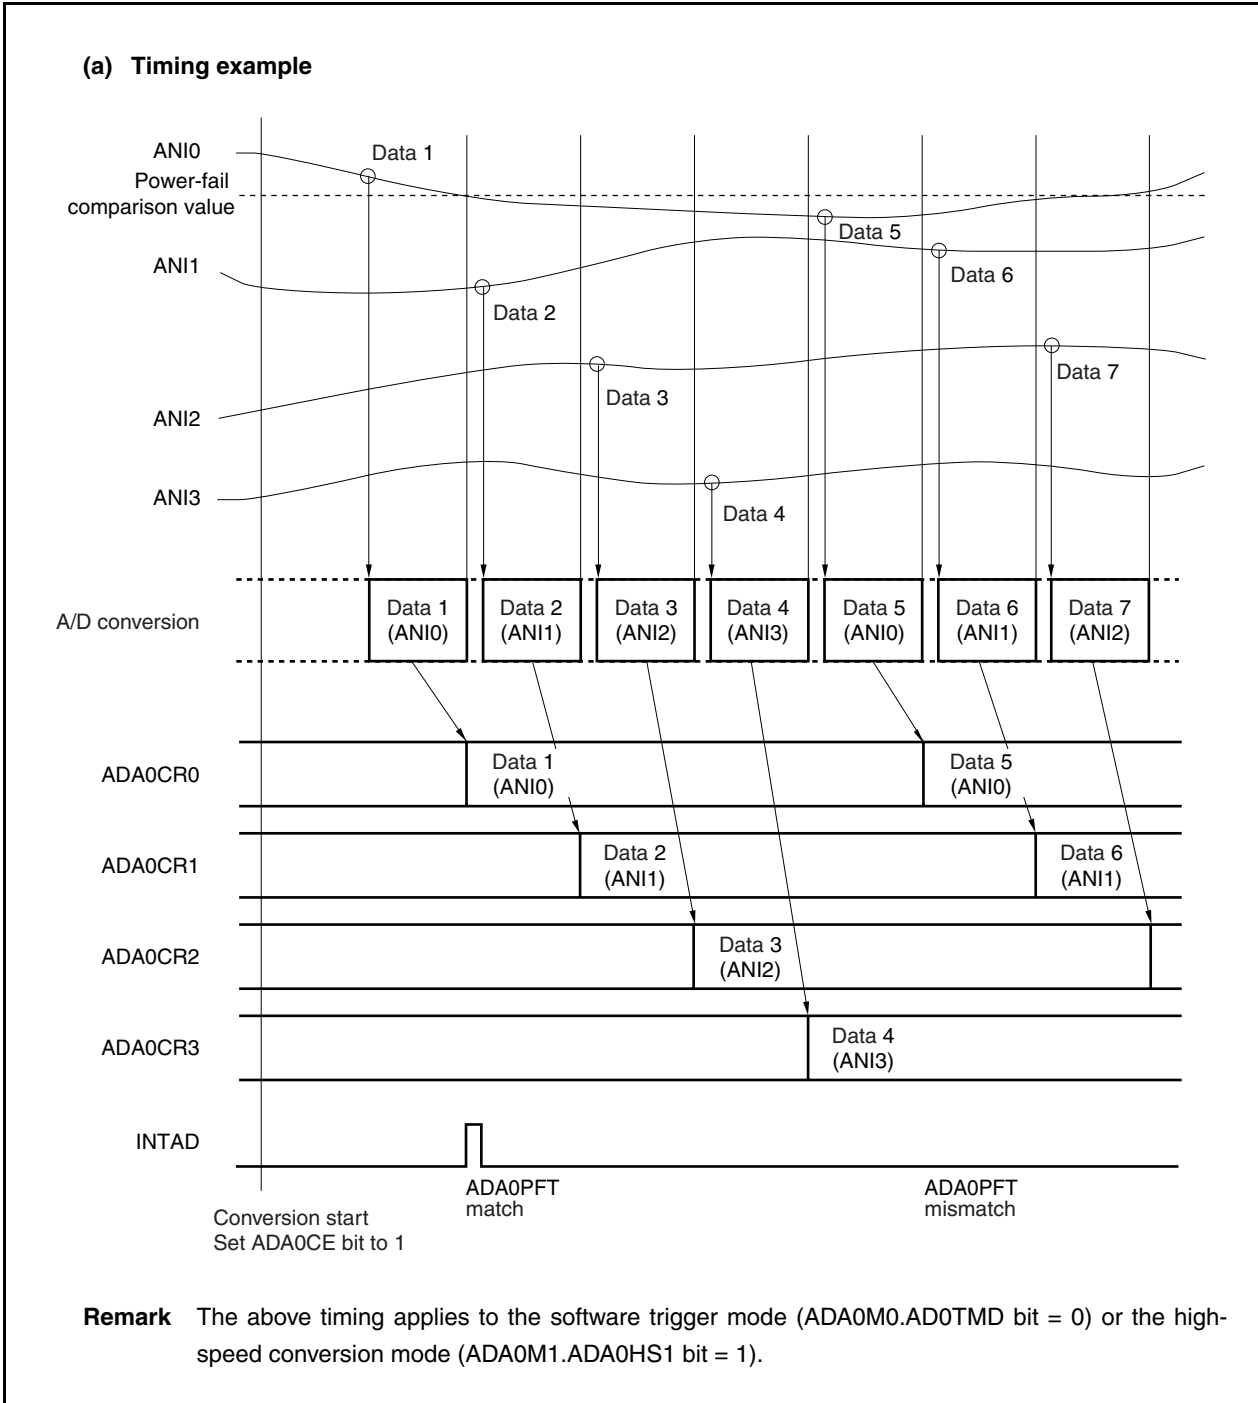 (a) Timing example
ANI0
Data 1
Power-fail
comparison value
Data 5
ANI1
Data 6
Data 2
Data 7
Data 3
ANI2
ANI3
Data 4
A/D conversion
Data 1
(ANI0)
Data 2
(ANI1)
Data 3
(ANI2)
Data 4
(ANI3)
Data 5
(ANI0)
Data 6
(ANI1)
Data 7
(ANI2)
ADA0CR0
Data 1
(ANI0)
Data 5
(ANI0)
ADA0CR1
Data 2
(ANI1)
Data 6
(ANI1)
ADA0CR2
Data 3
(ANI2)
ADA0CR3
Data 4
(ANI3)
INTAD
ADA0PFT
match
ADA0PFT
mismatch
Conversion start
Set ADA0CE bit to 1
Remark The above timing applies to the software trigger mode (ADA0M0.AD0TMD bit = 0) or the high-
speed conversion mode (ADA0M1.ADA0HS1 bit = 1).